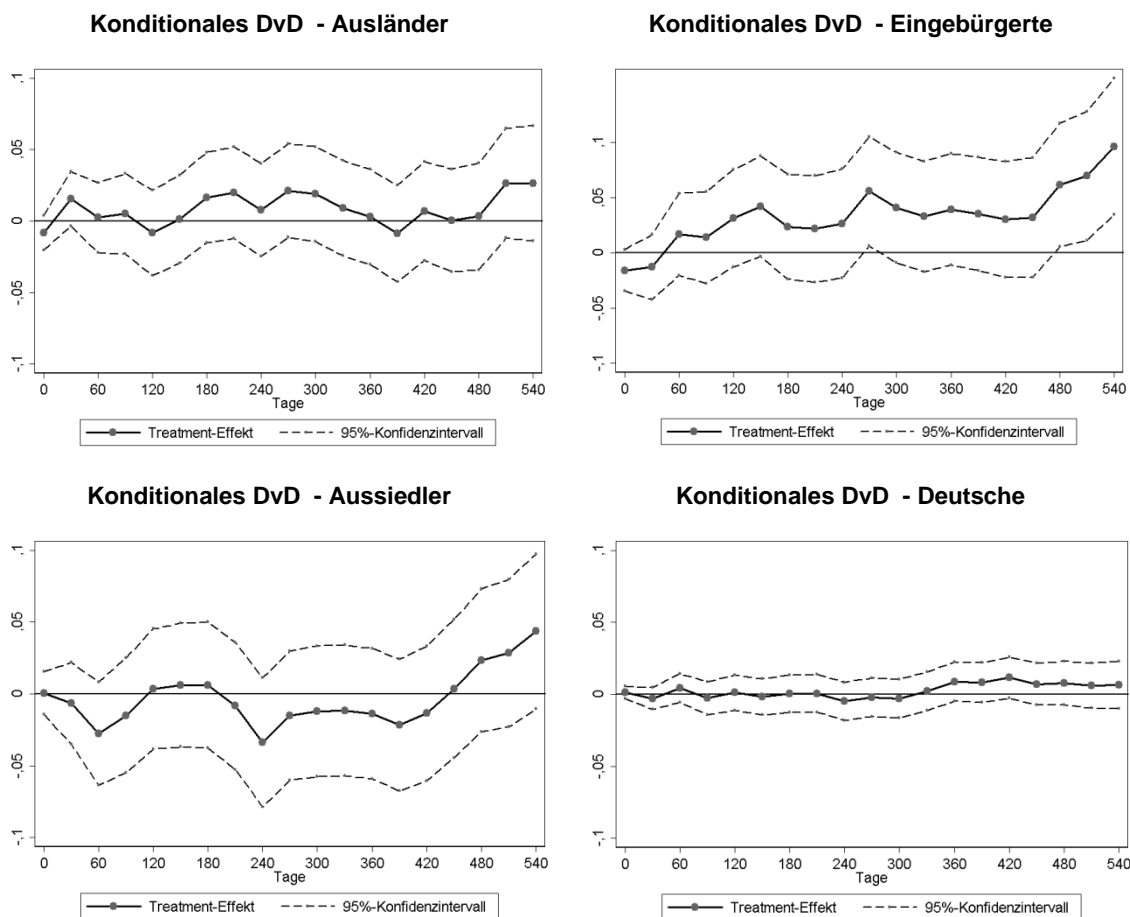 Konditionales DvD - Ausländer
,1
,05
0
-,05
-,1
0 60 120 180 240 300 360 420 480 540
Tage
Treatment-Effekt 95%-Konfidenzintervall
Konditionales DvD - Eingebürgerte
,1
,05
0
-,05
-,1
0 60 120 180 240 300 360 420 480 540
Tage
Treatment-Effekt 95%-Konfidenzintervall
Konditionales DvD - Aussiedler
,1
,05
0
-,05
-,1
0 60 120 180 240 300 360 420 480 540
Tage
Treatment-Effekt 95%-Konfidenzintervall
Konditionales DvD - Deutsche
,1
,05
0
-,05
-,1
0 60 120 180 240 300 360 420 480 540
Tage
Treatment-Effekt 95%-Konfidenzintervall